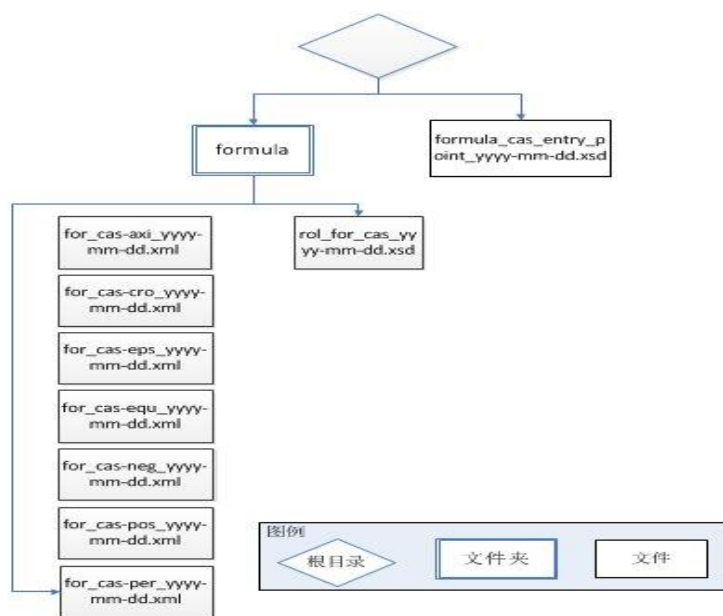 formula
formula_cas_entry_p
oint_yyyy-mm-dd.xsd
for_cas-axi_yyyy-
mm-dd.xml
rol_for_cas_yy
yy-mm-dd.xsd
for_cas-cro_yyyy-
mm-dd.xml
for_cas-eps_yyyy-
mm-dd.xml
for_cas-equ_yyyy-
mm-dd.xml
for_cas-neg_yyyy-
mm-dd.xml
for_cas-pos_yyyy-
mm-dd.xml
for_cas-per_yyyy-
mm-dd.xml
图例
根目录
文件夹
文件